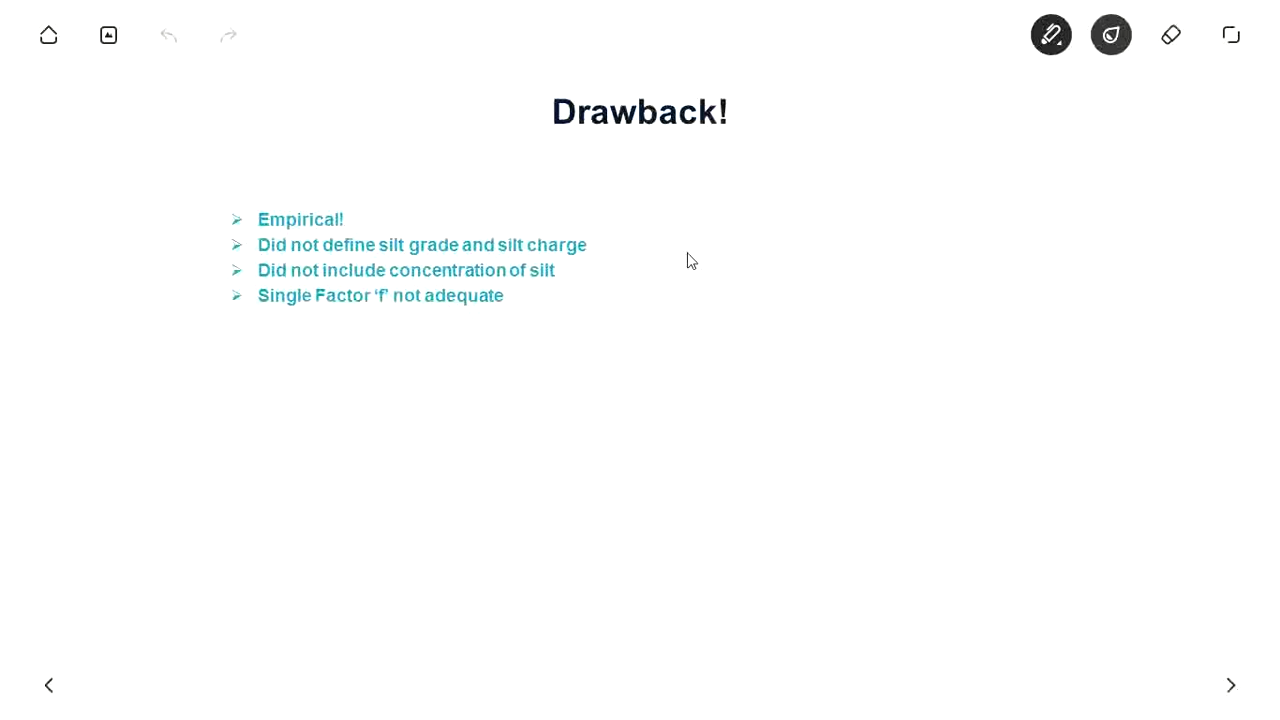 Drawback!
➢ Empirical!
➢ Did not define silt grade and silt charge
➢ Did not include concentration of silt
➢ Single Factor ‘f’ not adequate